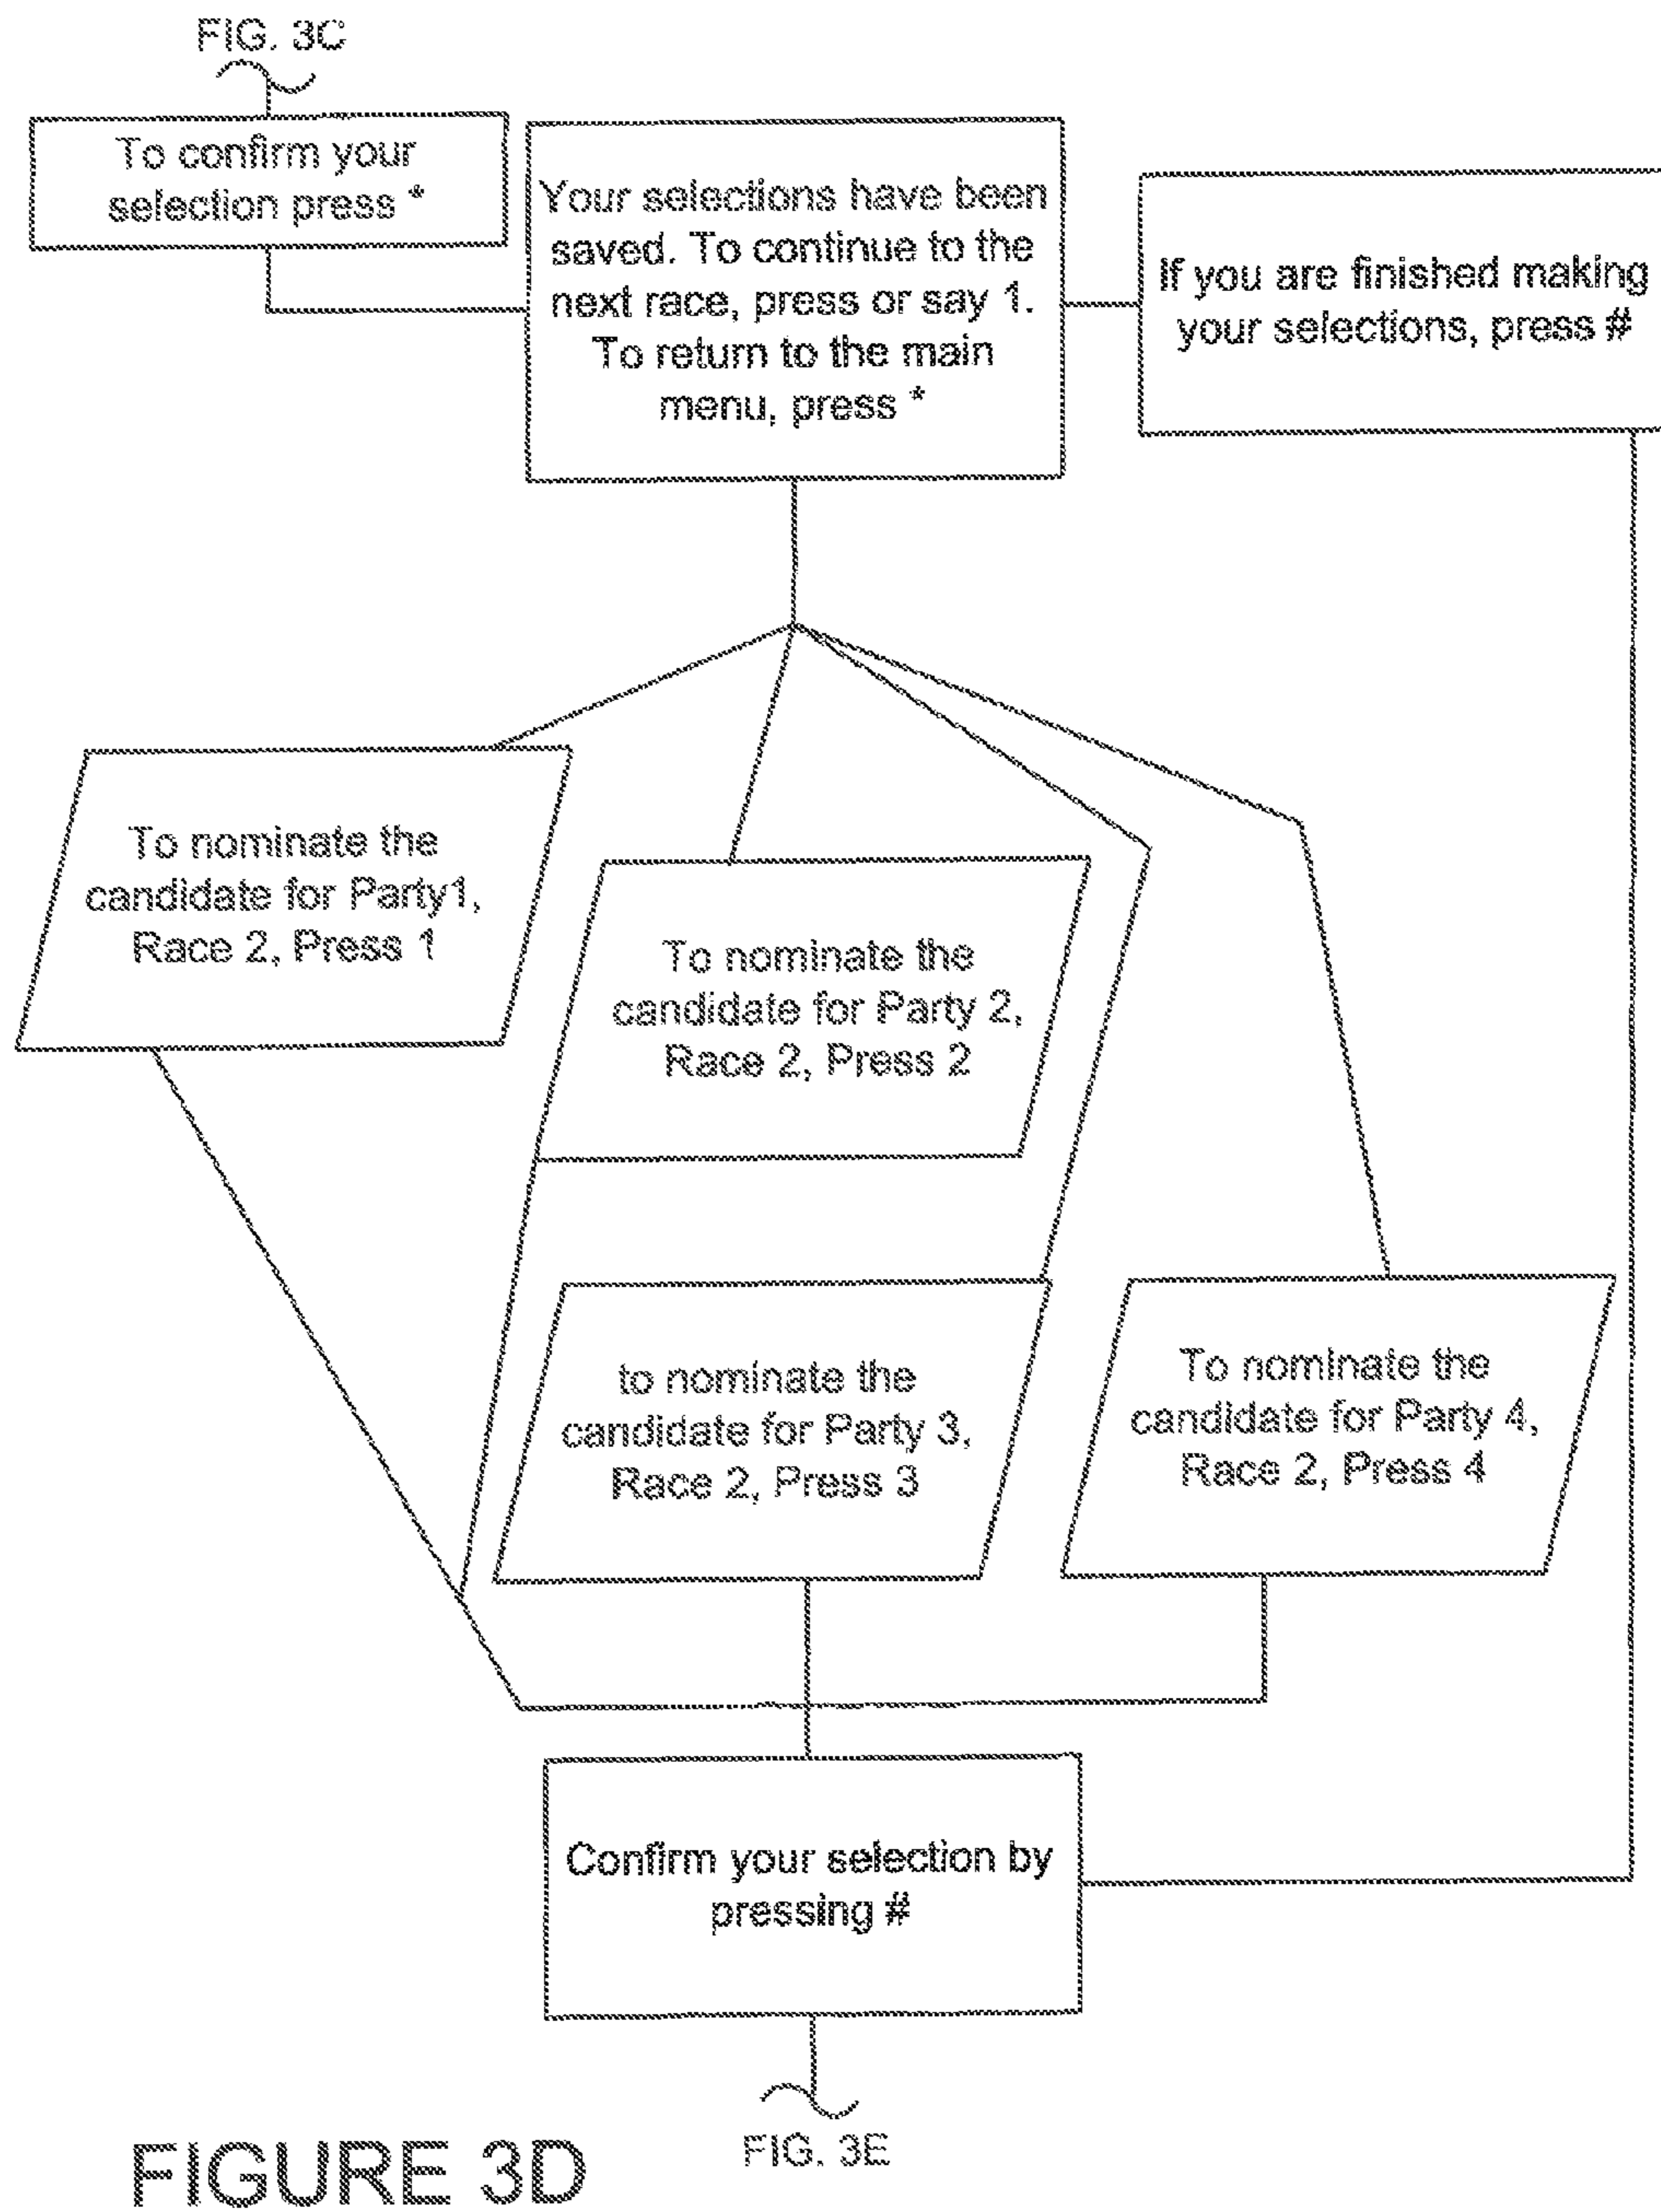 FIG. 3C
To confirm your
selection press *
Your selections have been
saved. To continue to the
next race, press or say 1.
To return to the main
menu, press *
If you are finished making
your selections, press #
To nominate the
candidate for Party1,
Race 2, Press 1
To nominate the
candidate for Party 2,
Race 2, Press 2
to nominate the
candidate for Party 3,
Race 2, Press 3
To nominate the
candidate for Party 4,
Race 2, Press 4
Confirm your selection by
pressing #
FIG. 3E
FIGURE 3D